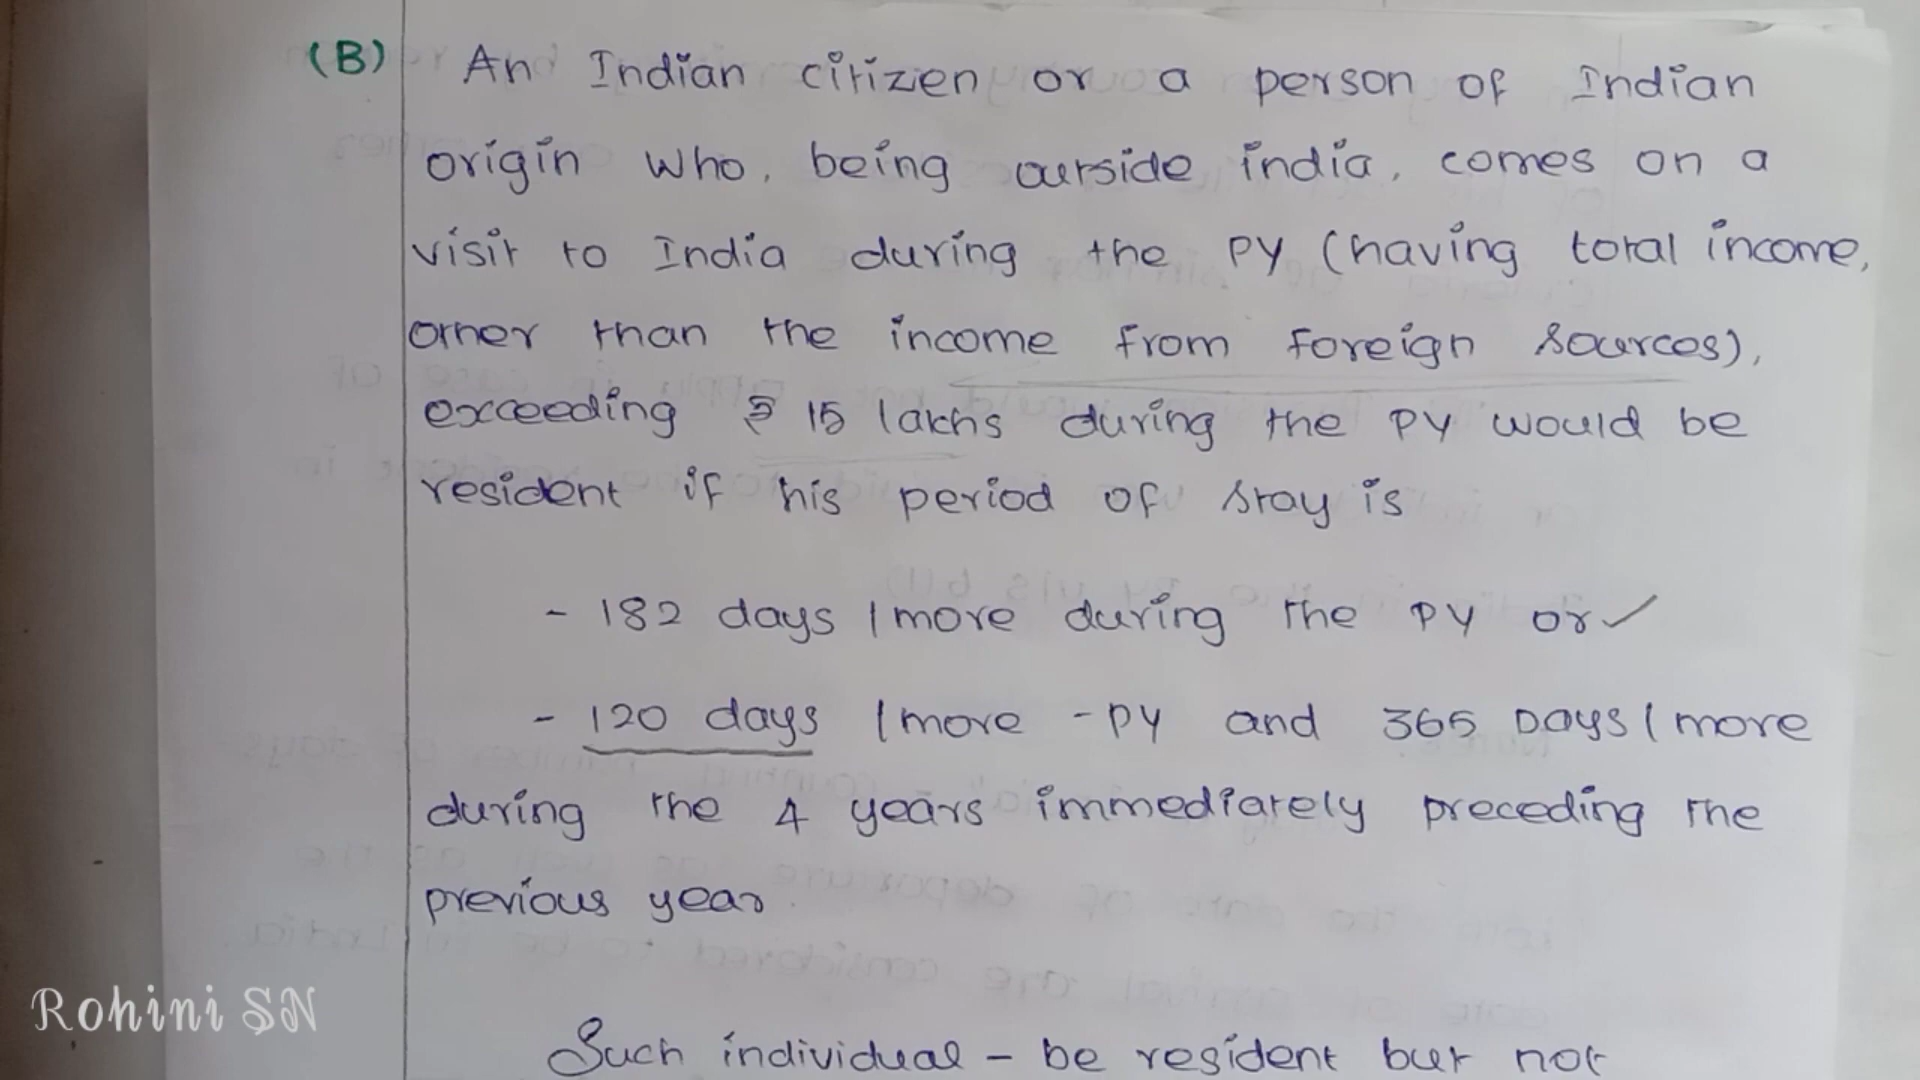 (B) An Indian citizen or a person of Indian
origin who, being outside india, comes on a
visit to India during the PY (having total income,
other than the income from foreign sources),
exceeding ₹ 15 lakhs during the PY would be
resident if his period of stay is
- 182 days / more during the PY or ✓
- 120 days / more - PY and 365 Days / more
during the 4 years immediately preceding the
previous year
Such individual - be resident but not
Rohini SN